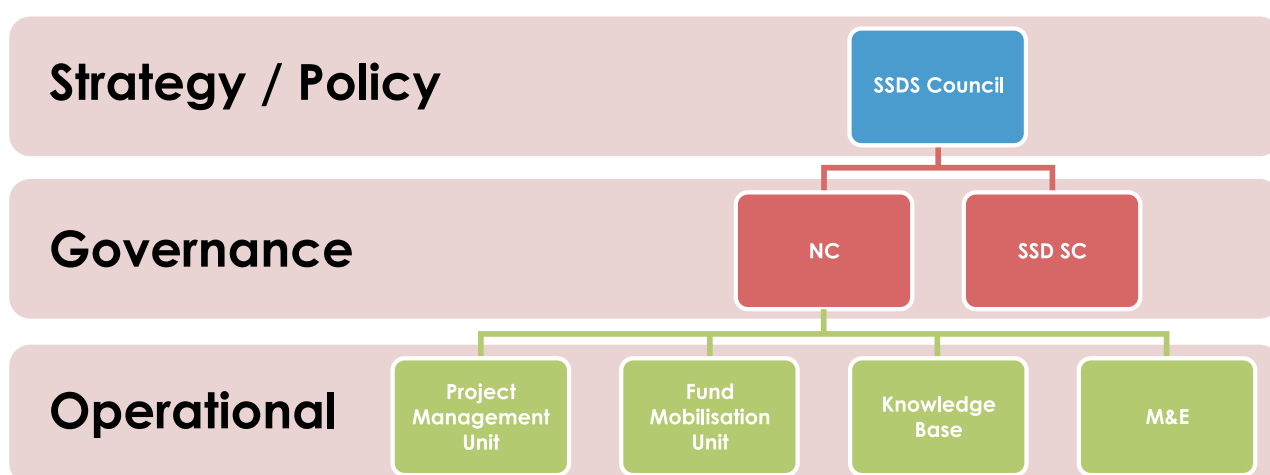 Strategy / Policy
SSDS Council
Governance
NC
SSD SC
Operational
Project
Management
Unit
Fund
Mobilisation
Unit
Knowledge
Base
M&E